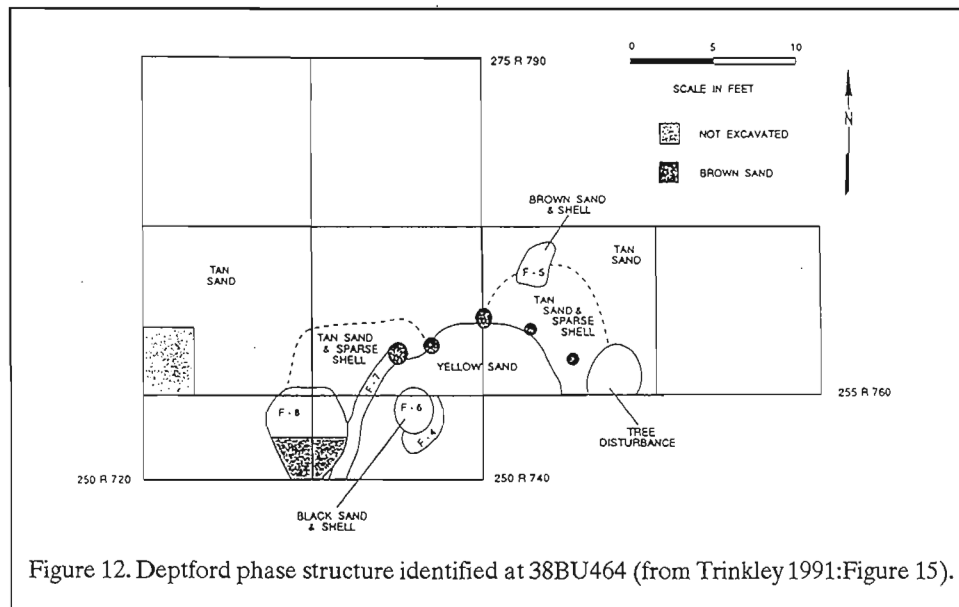 275 R 790
0 5 10
SCALE IN FEET
N
NOT EXCAVATED
BROWN SAND
BROWN SAND
& SHELL
TAN
SAND
TAN
SAND
F-5
TAN
SAND &
SPARSE
SHELL
TAN SAND
& SPARSE
SHELL
YELLOW SAND
F-7
F-8
F-6
F-4
255 R 760
TREE
DISTURBANCE
250 R 720
250 R 740
BLACK SAND
& SHELL
Figure 12. Deptford phase structure identified at 38BU464 (from Trinkley 1991:Figure 15).